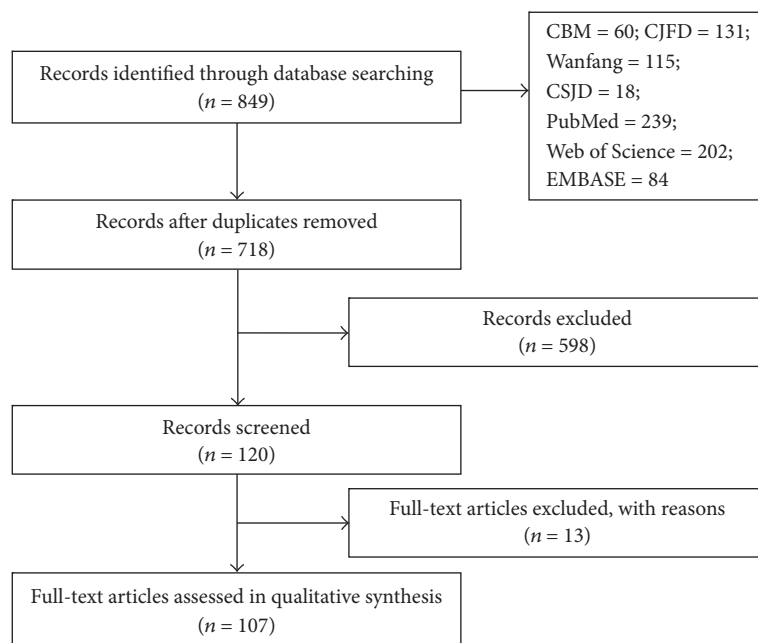 Records identified through database searching
(n = 849)
CBM = 60; CJFD = 131;
Wanfang = 115;
CSJD = 18;
PubMed = 239;
Web of Science = 202;
EMBASE = 84
Records after duplicates removed
(n = 718)
Records excluded
(n = 598)
Records screened
(n = 120)
Full-text articles excluded, with reasons
(n = 13)
Full-text articles assessed in qualitative synthesis
(n = 107)